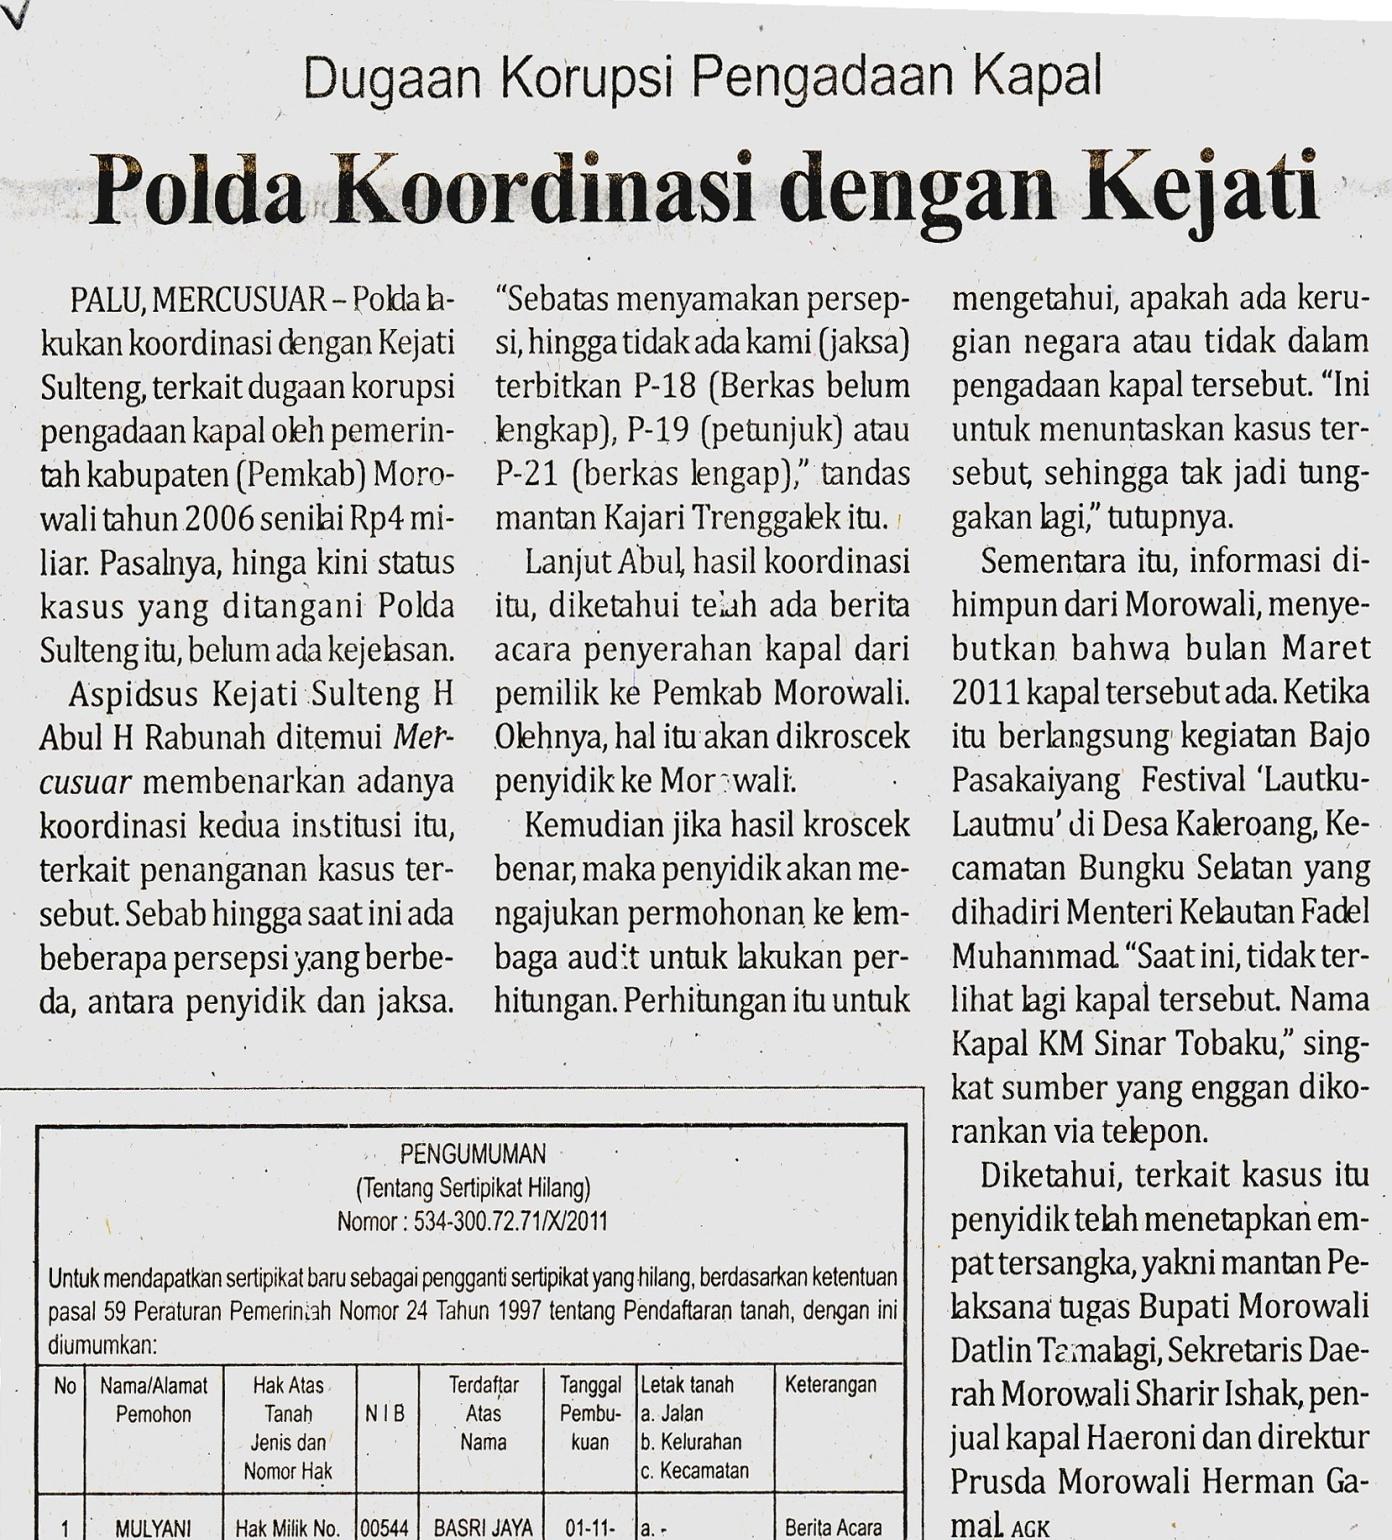 Dugaan Korupsi Pengadaan Kapal
Polda Koordinasi dengan Kejati
PALU, MERCUSUAR – Polda la-
kukan koordinasi dengan Kejati
Sulteng, terkait dugaan korupsi
pengadaan kapal oleh pemerin-
tah kabupaten (Pemkab) Moro-
wali tahun 2006 senilai Rp4 mi-
liar. Pasalnya, hinga kini status
kasus yang ditangani Polda
Sulteng itu, belum ada kejelasan.
Aspidsus Kejati Sulteng H
Abul H Rabunah ditemui Mer-
cusuar membenarkan adanya
koordinasi kedua institusi itu,
terkait penanganan kasus ter-
sebut. Sebab hingga saat ini ada
beberapa persepsi yang berbe-
da, antara penyidik dan jaksa.
“Sebatas menyamakan persep-
si, hingga tidak ada kami (jaksa)
terbitkan P-18 (Berkas belum
lengkap), P-19 (petunjuk) atau
P-21 (berkas lengap),” tandas
mantan Kajari Trenggalek itu.
Lanjut Abul, hasil koordinasi
itu, diketahui telah ada berita
acara penyerahan kapal dari
pemilik ke Pemkab Morowali.
Olehnya, hal itu akan dikroscek
penyidik ke Morowali.
Kemudian jika hasil kroscek
benar, maka penyidik akan me-
ngajukan permohonan ke lem-
baga audit untuk lakukan per-
hitungan. Perhitungan itu untuk
mengetahui, apakah ada keru-
gian negara atau tidak dalam
pengadaan kapal tersebut. “Ini
untuk menuntaskan kasus ter-
sebut, sehingga tak jadi tung-
gakan lagi,” tutupnya.
Sementara itu, informasi di-
himpun dari Morowali, menye-
butkan bahwa bulan Maret
2011 kapal tersebut ada. Ketika
itu berlangsung kegiatan Bajo
Pasakaiyang Festival ‘Lautku-
Lautmu’ di Desa Kaleroang, Ke-
camatan Bungku Selatan yang
dihadiri Menteri Kelautan Fadel
Muhammad. “Saat ini, tidak ter-
lihat lagi kapal tersebut. Nama
Kapal KM Sinar Tobaku,” sing-
kat sumber yang enggan diko-
rankan via telepon.
Diketahui, terkait kasus itu
penyidik telah menetapkan em-
pat tersangka, yakni mantan Pe-
laksana tugas Bupati Morowali
Datlin Tamalagi, Sekretaris Dae-
rah Morowali Sharir Ishak, pen-
jual kapal Haeroni dan direktur
Prusda Morowali Herman Ga-
mal. AGK
PENGUMUMAN
(Tentang Sertipikat Hilang)
Nomor : 534-300.72.71/X/2011
Untuk mendapatkan sertipikat baru sebagai pengganti sertipikat yang hilang, berdasarkan ketentuan
pasal 59 Peraturan Pemerintah Nomor 24 Tahun 1997 tentang Pendaftaran tanah, dengan ini
diumumkan:
No Nama/Alamat Pemohon Hak Atas Tanah Jenis dan Nomor Hak N I B Terdaftar Atas Nama Tanggal Pembu-kuan Letak tanah a. Jalan b. Kelurahan c. Kecamatan Keterangan
1 MULYANI Hak Milik No. 00544 BASRI JAYA 01-11- a. - Berita Acara